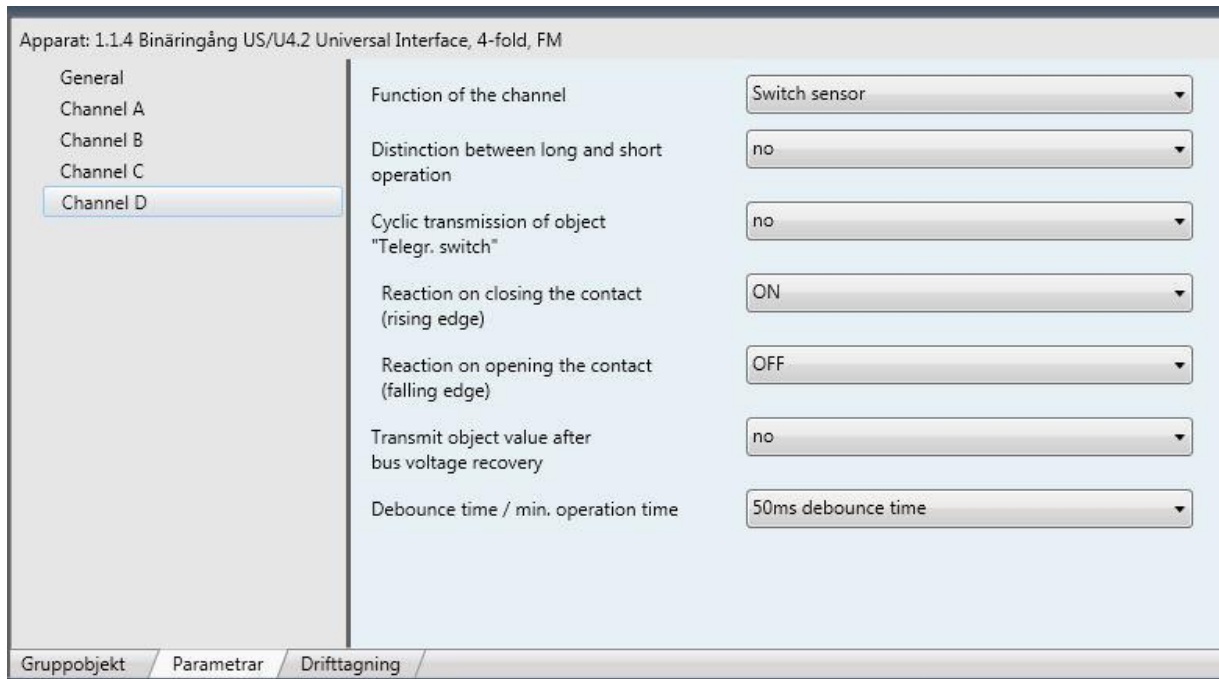 Apparat: 1.1.4 Binäringång US/U4.2 Universal Interface, 4-fold, FM
General
Channel A
Channel B
Channel C
Channel D
Function of the channel
Switch sensor
Distinction between long and short
operation
no
Cyclic transmission of object
"Telegr. switch"
no
Reaction on closing the contact
(rising edge)
ON
Reaction on opening the contact
(falling edge)
OFF
Transmit object value after
bus voltage recovery
no
Debounce time / min. operation time
50ms debounce time
Gruppobjekt
Parametrar
Drifttagning